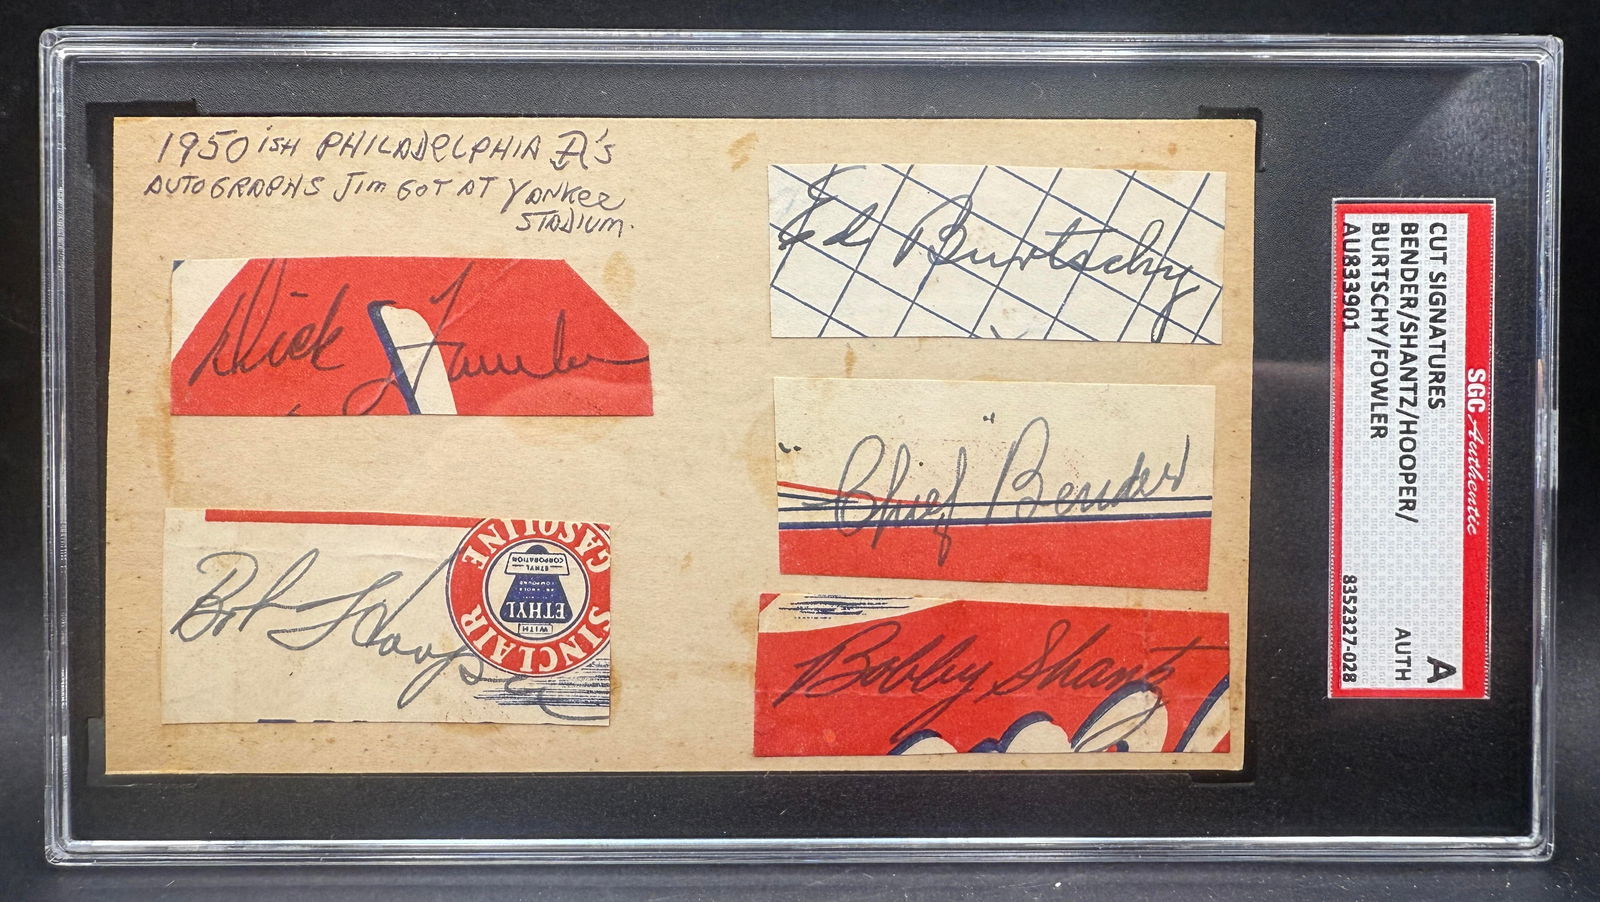 1950ish PHILADELPHIA A's
AUTOGRAPHS Jim GOT AT YANKEE
STADIUM.
Dick Fowler
Bob Hooper
SINCLAIR
GASOLINE
WITH
ETHYL
ETHYL
CORPORATION
Ed Burtschy
"Chief" Bender
Bobby Shantz
SGC Authentic
CUT SIGNATURES
BENDER/SHANTZ/HOOPER/
BURTSCHY/FOWLER
AU833901
A
AUTH
8352327-028